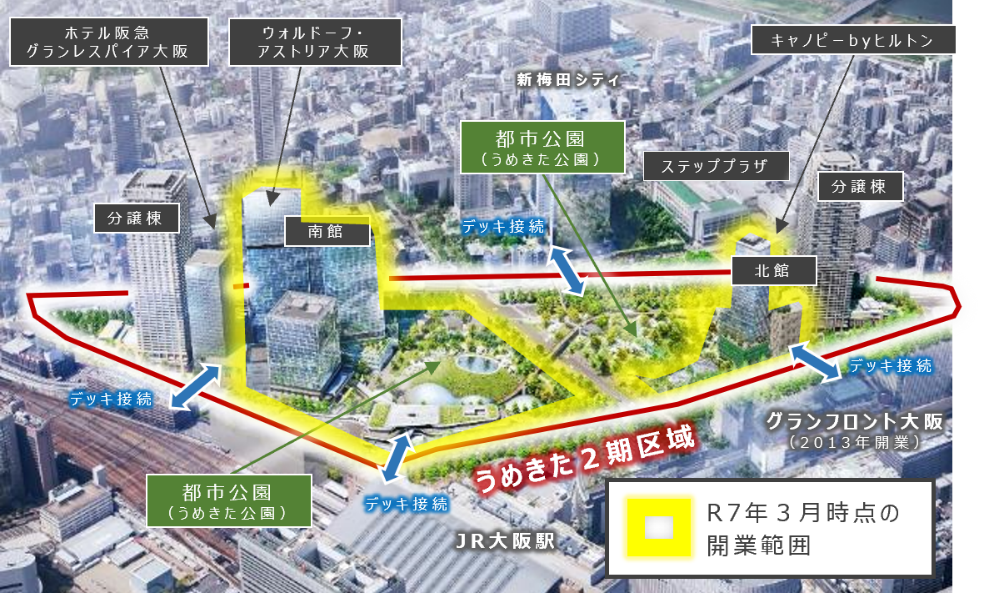 ホテル阪急
グランレスパイア大阪
ウォルドーフ・
アストリア大阪
キャノピーbyヒルトン
新梅田シティ
都市公園
(うめきた公園)
ステッププラザ
分譲棟
分譲棟
南館
デッキ接続
北館
デッキ接続
デッキ接続
グランフロント大阪
(2013年開業)
うめきた2期区域
都市公園
(うめきた公園)
デッキ接続
JR大阪駅
R7年3月時点の
開業範囲